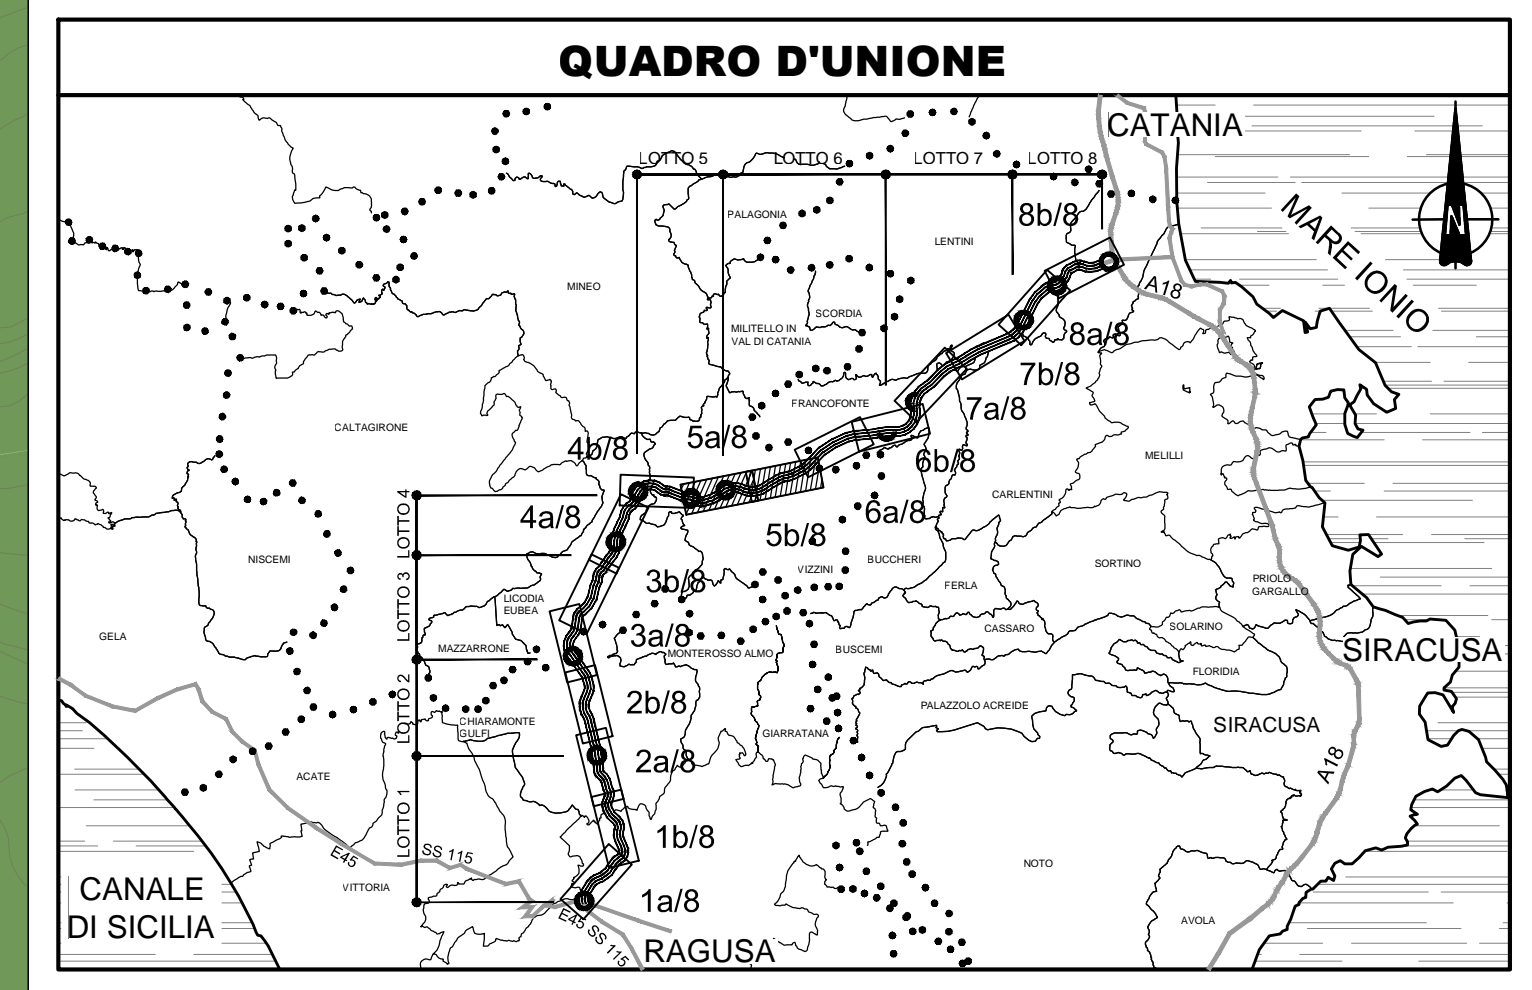 QUADRO D'UNIONE
CATANIA
LOTTO 5
LOTTO 6
LOTTO 7
LOTTO 8
PALAGONIA
8b/8
N
MARE IONIO
LENTINI
MINEO
A18
SCORDIA
MILITELLO IN
VAL DI CATANIA
8a/8
7b/8
FRANCOFONTE
7a/8
CALTAGIRONE
4b/8
5a/8
6b/8
MELILLI
CARLENTINI
LOTTO 4
4a/8
6a/8
5b/8
NISCEMI
VIZZINI
BUCCHERI
SORTINO
FERLA
PRIOLO
GARGALLO
3b/8
LOTTO 3
LICODIA
EUBEA
GELA
MAZZARRONE
3a/8
MONTEROSSO ALMO
BUSCEMI
CASSARO
SOLARINO
SIRACUSA
FLORIDIA
LOTTO 2
2b/8
PALAZZOLO ACREIDE
CHIARAMONTE
GULFI
GIARRATANA
SIRACUSA
2a/8
A18
ACATE
LOTTO 1
1b/8
E45
SS 115
NOTO
VITTORIA
CANALE
DI SICILIA
1a/8
E45 SS 115
RAGUSA
AVOLA